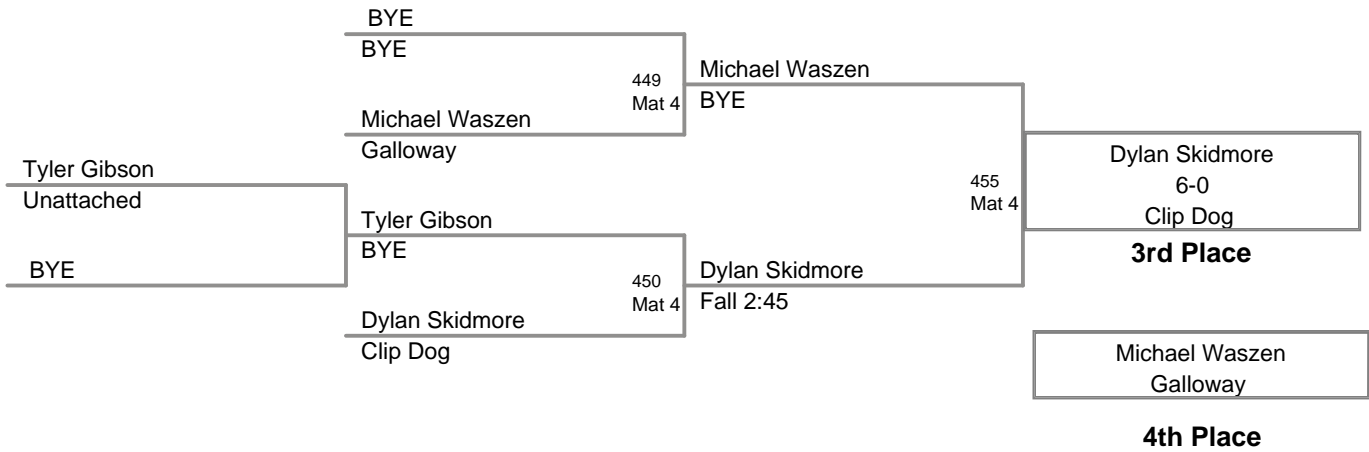 BYE
BYE
449
Mat 4
Michael Waszen
BYE
Michael Waszen
Galloway
Tyler Gibson
Unattached
455
Mat 4
Dylan Skidmore
6-0
Clip Dog
3rd Place
Tyler Gibson
BYE
BYE
450
Mat 4
Dylan Skidmore
Fall 2:45
Dylan Skidmore
Clip Dog
Michael Waszen
Galloway
4th Place